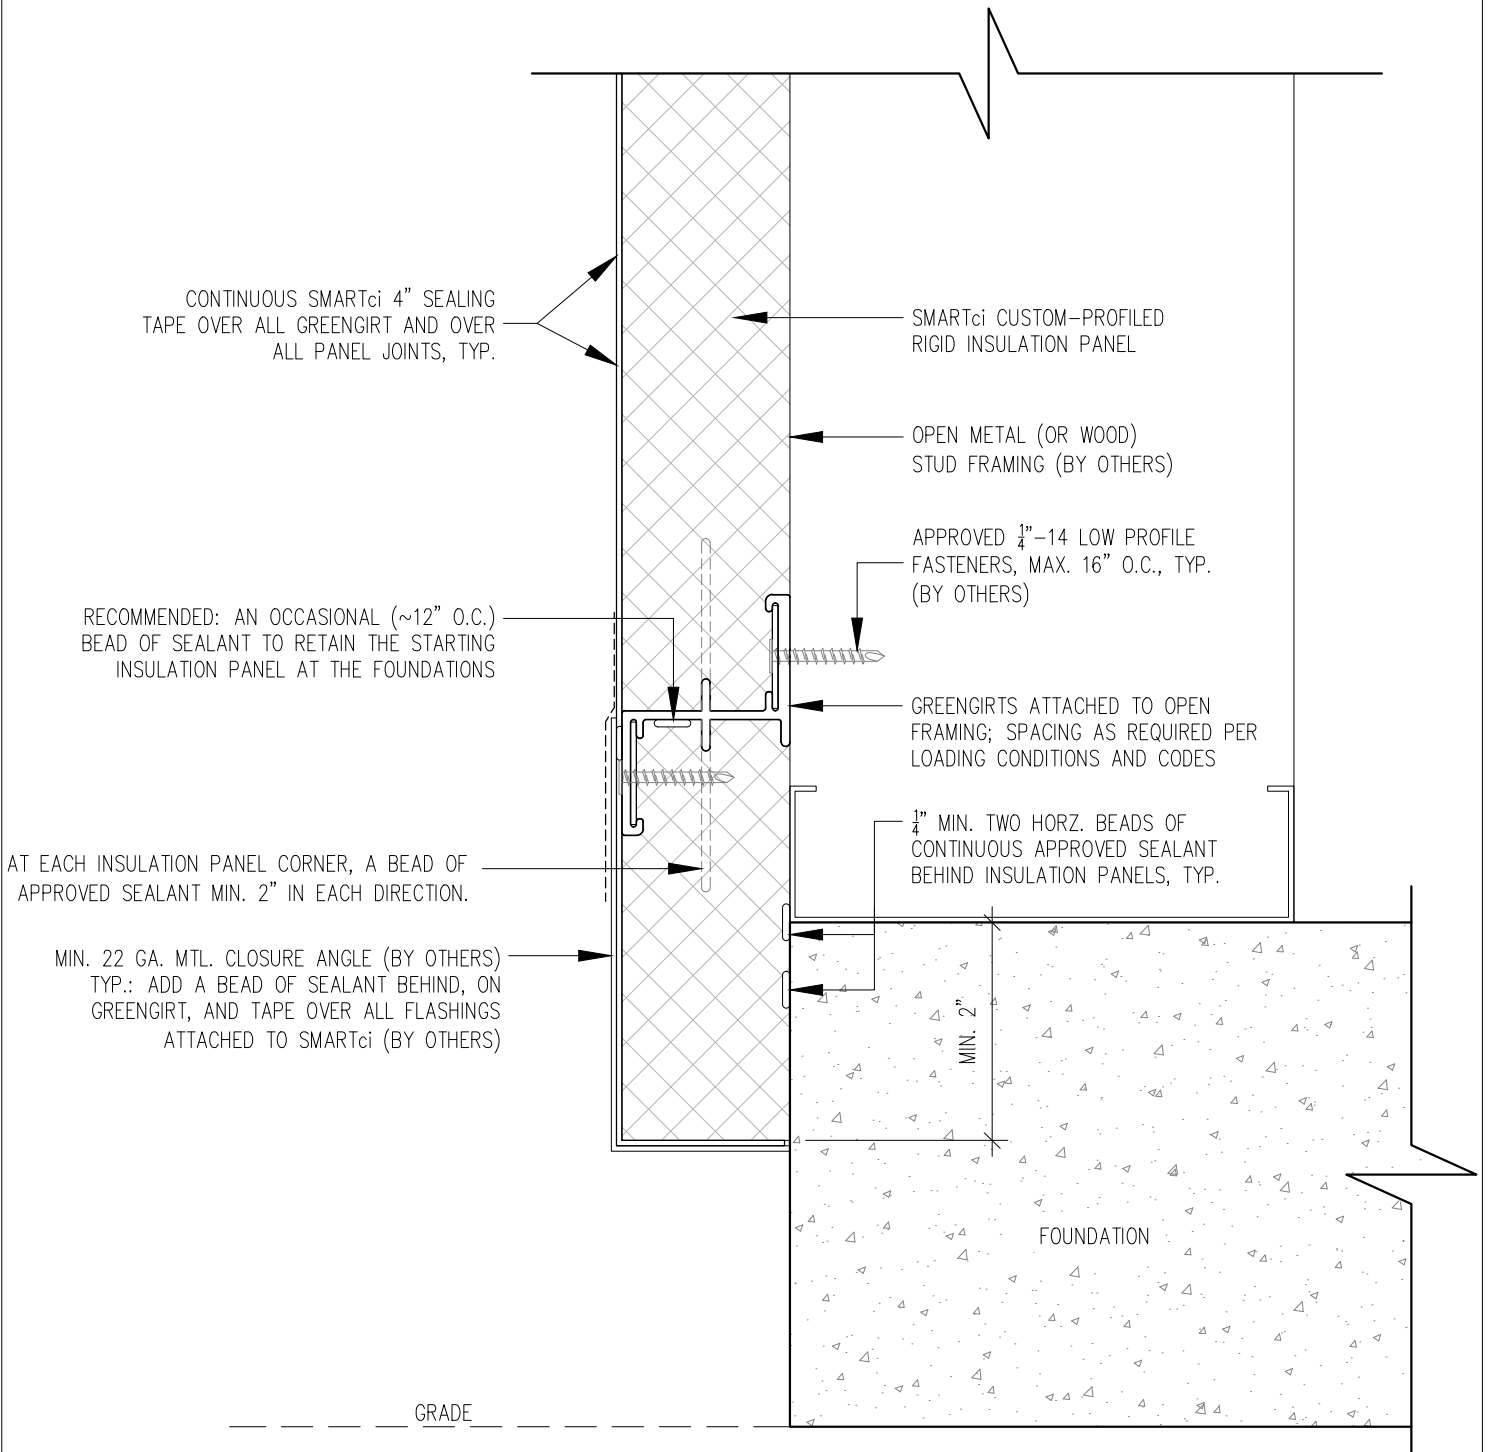 CONTINUOUS SMARTci 4” SEALING
TAPE OVER ALL GREENGIRT AND OVER
ALL PANEL JOINTS, TYP.
RECOMMENDED: AN OCCASIONAL (~12” O.C.)
BEAD OF SEALANT TO RETAIN THE STARTING
INSULATION PANEL AT THE FOUNDATIONS
AT EACH INSULATION PANEL CORNER, A BEAD OF
APPROVED SEALANT MIN. 2” IN EACH DIRECTION.
MIN. 22 GA. MTL. CLOSURE ANGLE (BY OTHERS)
TYP.: ADD A BEAD OF SEALANT BEHIND, ON
GREENGIRT, AND TAPE OVER ALL FLASHINGS
ATTACHED TO SMARTci (BY OTHERS)
SMARTci CUSTOM-PROFILED
RIGID INSULATION PANEL
OPEN METAL (OR WOOD)
STUD FRAMING (BY OTHERS)
APPROVED 1/4”-14 LOW PROFILE
FASTENERS, MAX. 16” O.C., TYP.
(BY OTHERS)
GREENGIRTS ATTACHED TO OPEN
FRAMING; SPACING AS REQUIRED PER
LOADING CONDITIONS AND CODES
1/4” MIN. TWO HORZ. BEADS OF
CONTINUOUS APPROVED SEALANT
BEHIND INSULATION PANELS, TYP.
MIN. 2”
FOUNDATION
GRADE